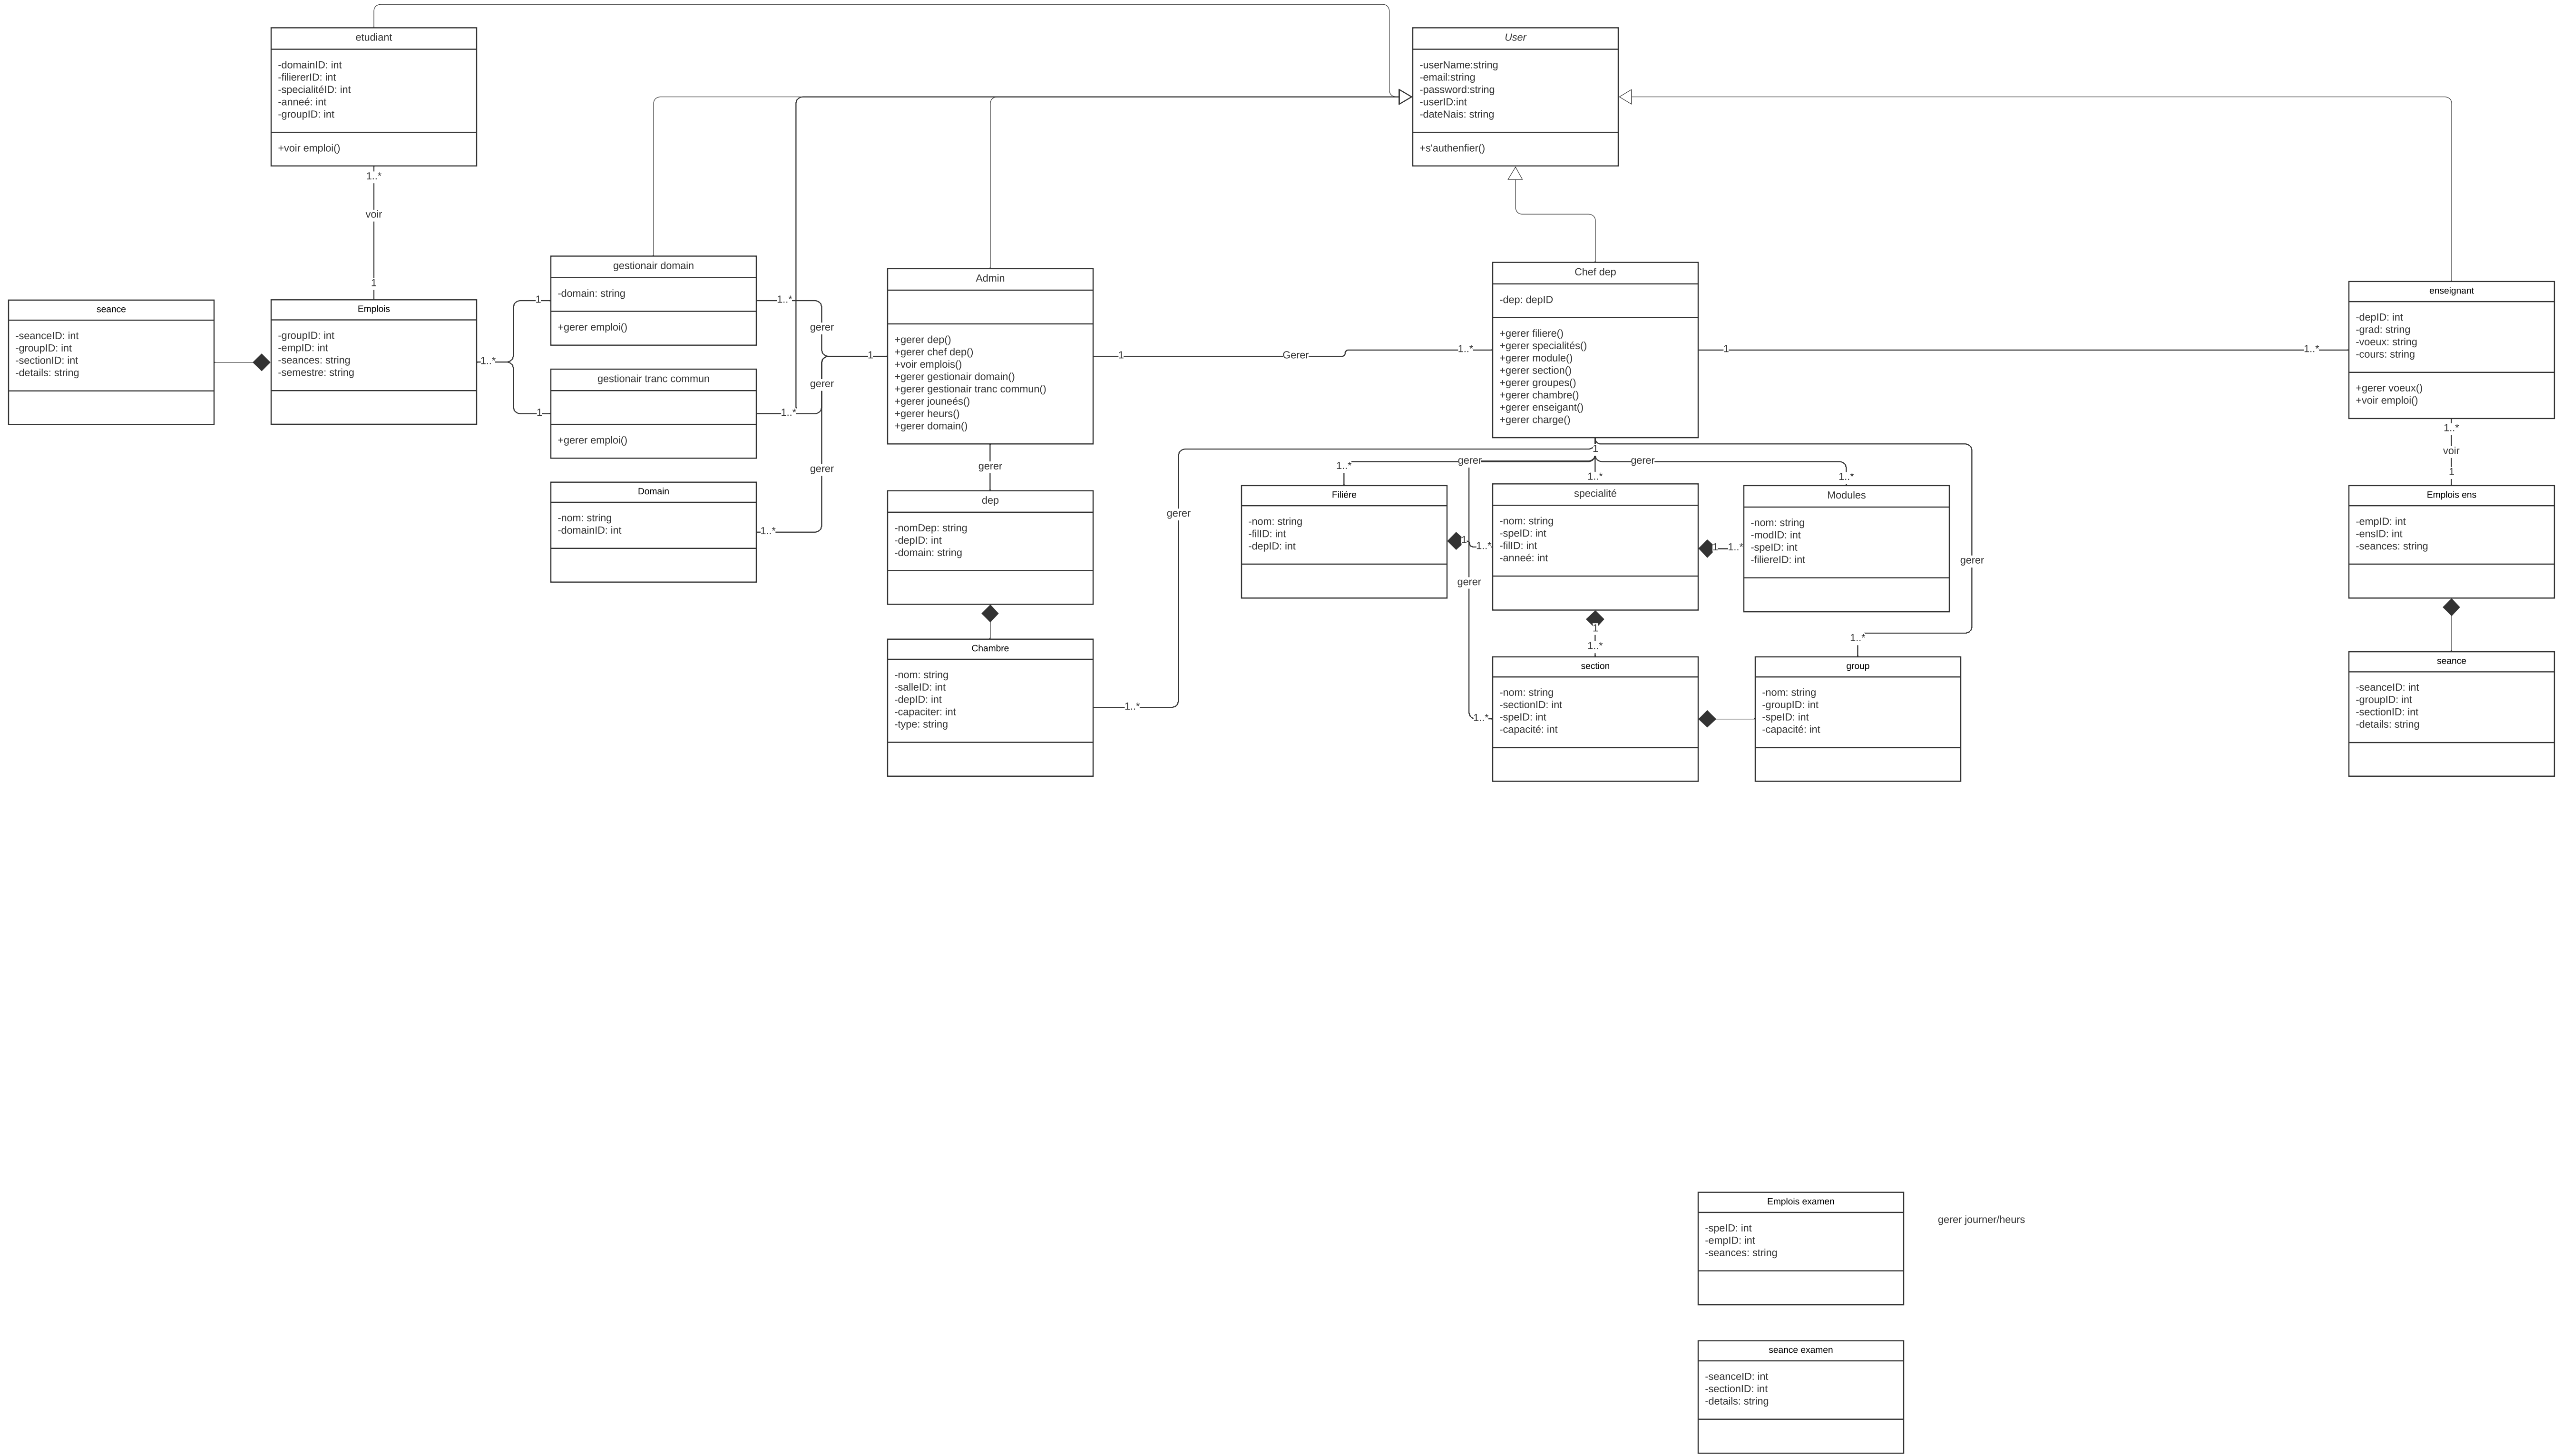 etudiant
-domainID: int
-filiererID: int
-specialitéID: int
-anneé: int
-groupID: int
+voir emploi()
User
-userName:string
-email:string
-password:string
-userID:int
-dateNais: string
+s'authenfier()
1..*
voir
1
seance
-seanceID: int
-groupID: int
-sectionID: int
-details: string
Emplois
-groupID: int
-empID: int
-seances: string
-semestre: string
1..*
1
1
gestionair domain
-domain: string
+gerer emploi()
gestionair tranc commun
+gerer emploi()
Domain
-nom: string
-domainID: int
1..*
gerer
1..*
gerer
gerer
1..*
1
Admin
+gerer dep()
+gerer chef dep()
+voir emplois()
+gerer gestionair domain()
+gerer gestionair tranc commun()
+gerer jouneés()
+gerer heurs()
+gerer domain()
1
Gerer
1..*
Chef dep
-dep: depID
+gerer filiere()
+gerer specialités()
+gerer module()
+gerer section()
+gerer groupes()
+gerer chambre()
+gerer enseigant()
+gerer charge()
1
1..*
enseignant
-depID: int
-grad: string
-voeux: string
-cours: string
+gerer voeux()
+voir emploi()
1..*
voir
1
gerer
dep
-nomDep: string
-depID: int
-domain: string
Chambre
-nom: string
-salleID: int
-depID: int
-capaciter: int
-type: string
1..*
gerer
1
1..*
gerer
1..*
gerer
1..*
Filiére
-nom: string
-filID: int
-depID: int
1
1..*
gerer
1..*
specialité
-nom: string
-speID: int
-filID: int
-anneé: int
1
1..*
Modules
-nom: string
-modID: int
-speID: int
-filiereID: int
gerer
1..*
1
1..*
section
-nom: string
-sectionID: int
-speID: int
-capacité: int
group
-nom: string
-groupID: int
-speID: int
-capacité: int
Emplois ens
-empID: int
-ensID: int
-seances: string
seance
-seanceID: int
-groupID: int
-sectionID: int
-details: string
Emplois examen
-speID: int
-empID: int
-seances: string
gerer journer/heurs
seance examen
-seanceID: int
-sectionID: int
-details: string